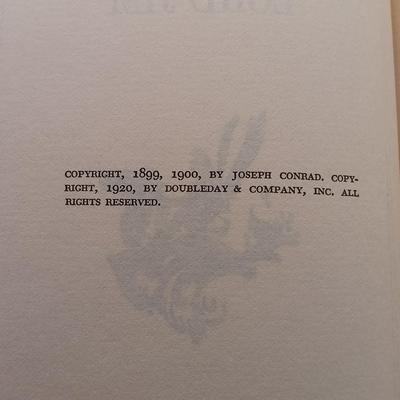 COPYRIGHT, 1899, 1900, BY JOSEPH CONRAD. COPY-
RIGHT, 1920, BY DOUBLEDAY & COMPANY, INC. ALL
RIGHTS RESERVED.